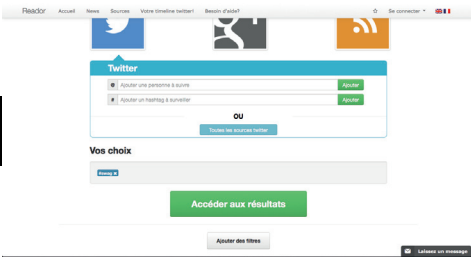 Reador Accueil News Sources Votre timeline twitter! Besoin d'aide? Se connecter
Twitter
@ Ajouter une personne à suivre Ajouter
# Ajouter un hashtag à surveiller Ajouter
OU
Toutes les sources twitter
Vos choix
Accéder aux résultats
Ajouter des filtres
Laissez un message